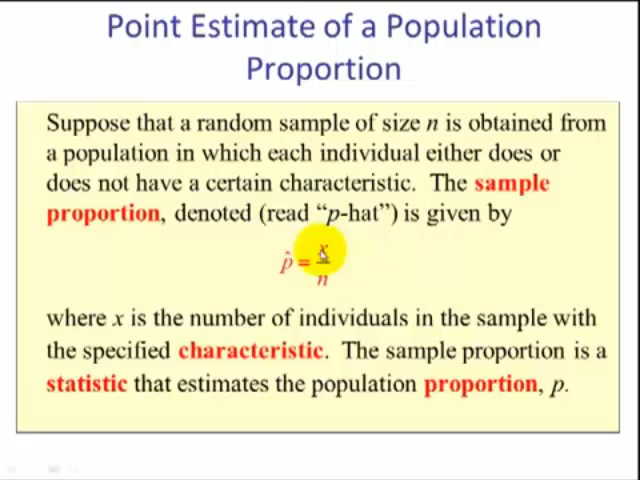 Point Estimate of a Population
Proportion
Suppose that a random sample of size n is obtained from
a population in which each individual either does or
does not have a certain characteristic. The sample
proportion, denoted (read “p-hat”) is given by
p̂ = x/n
where x is the number of individuals in the sample with
the specified characteristic. The sample proportion is a
statistic that estimates the population proportion, p.